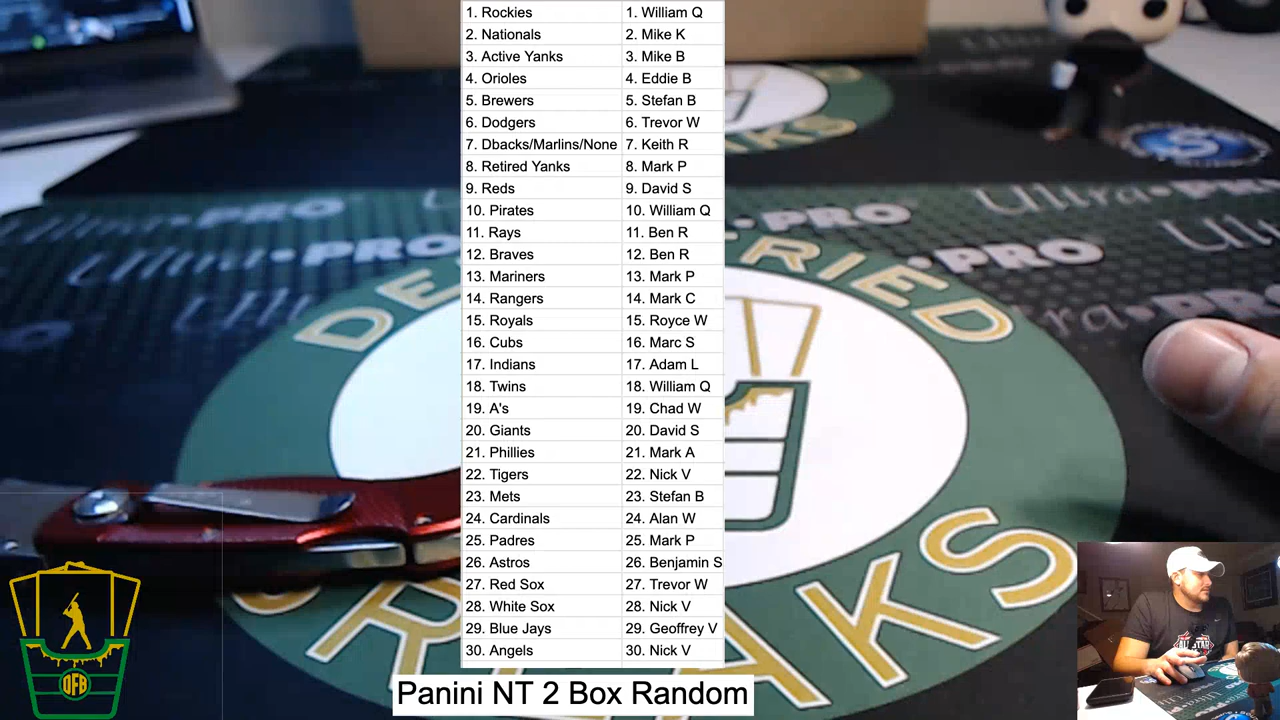 1. Rockies 1. William Q
2. Nationals 2. Mike K
3. Active Yanks 3. Mike B
4. Orioles 4. Eddie B
5. Brewers 5. Stefan B
6. Dodgers 6. Trevor W
7. Dbacks/Marlins/None 7. Keith R
8. Retired Yanks 8. Mark P
9. Reds 9. David S
10. Pirates 10. William Q
11. Rays 11. Ben R
12. Braves 12. Ben R
13. Mariners 13. Mark P
14. Rangers 14. Mark C
15. Royals 15. Royce W
16. Cubs 16. Marc S
17. Indians 17. Adam L
18. Twins 18. William Q
19. A's 19. Chad W
20. Giants 20. David S
21. Phillies 21. Mark A
22. Tigers 22. Nick V
23. Mets 23. Stefan B
24. Cardinals 24. Alan W
25. Padres 25. Mark P
26. Astros 26. Benjamin S
27. Red Sox 27. Trevor W
28. White Sox 28. Nick V
29. Blue Jays 29. Geoffrey V
30. Angels 30. Nick V
Panini NT 2 Box Random
Ultra PRO
Ultra PRO
Ultra PRO
DE RIED
REAKS
DFB